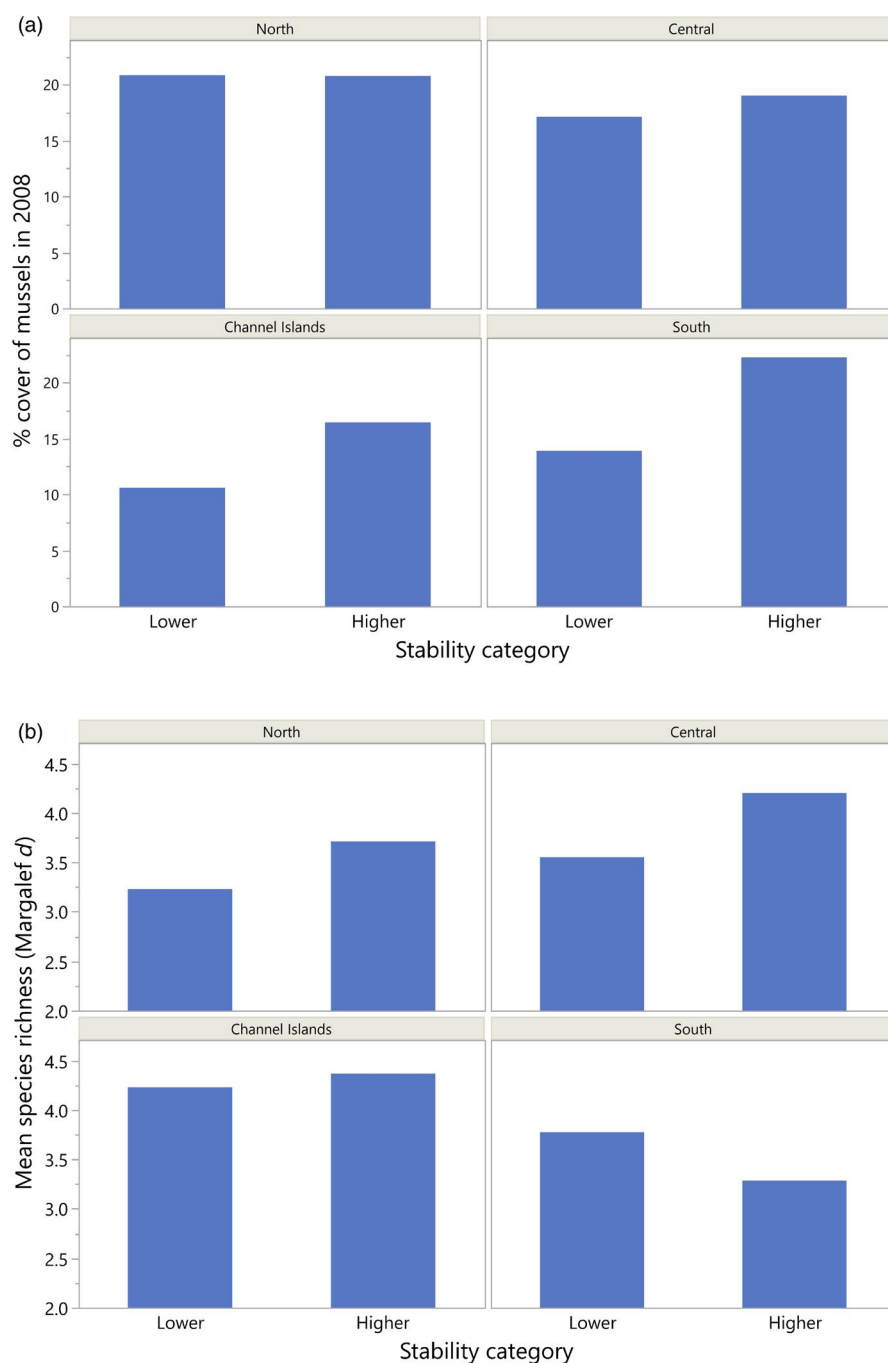 (a)
North
Central
% cover of mussels in 2008
20
15
10
5
0
Channel Islands
South
20
15
10
5
0
Lower
Higher
Lower
Higher
Stability category
(b)
North
Central
Mean species richness (Margalef d)
4.5
4.0
3.5
3.0
2.5
2.0
Channel Islands
South
4.5
4.0
3.5
3.0
2.5
2.0
Lower
Higher
Lower
Higher
Stability category